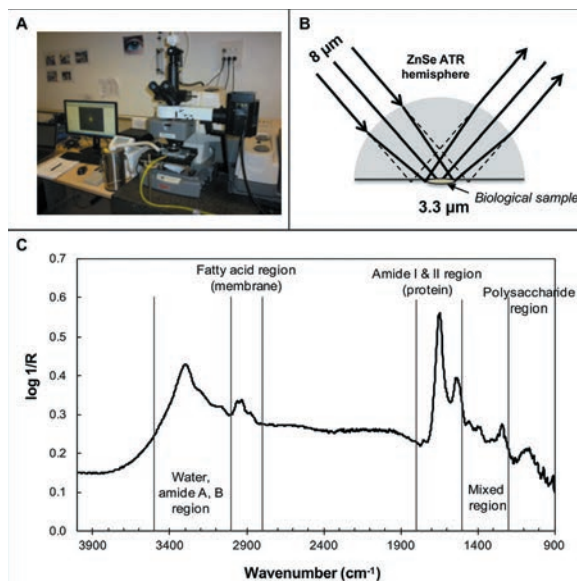 A
B
8 µm
ZnSe ATR
hemisphere
Biological sample
3.3 µm
C
0.7
0.6
0.5
0.4
0.3
0.2
0.1
0.0
log 1/R
Fatty acid region
(membrane)
Amide I & II region
(protein)
Polysaccharide
region
Water,
amide A, B
region
Mixed
region
3900
3400
2900
2400
1900
1400
900
Wavenumber (cm⁻¹)